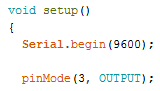 void setup()
{
Serial.begin(9600);
pinMode(3, OUTPUT);